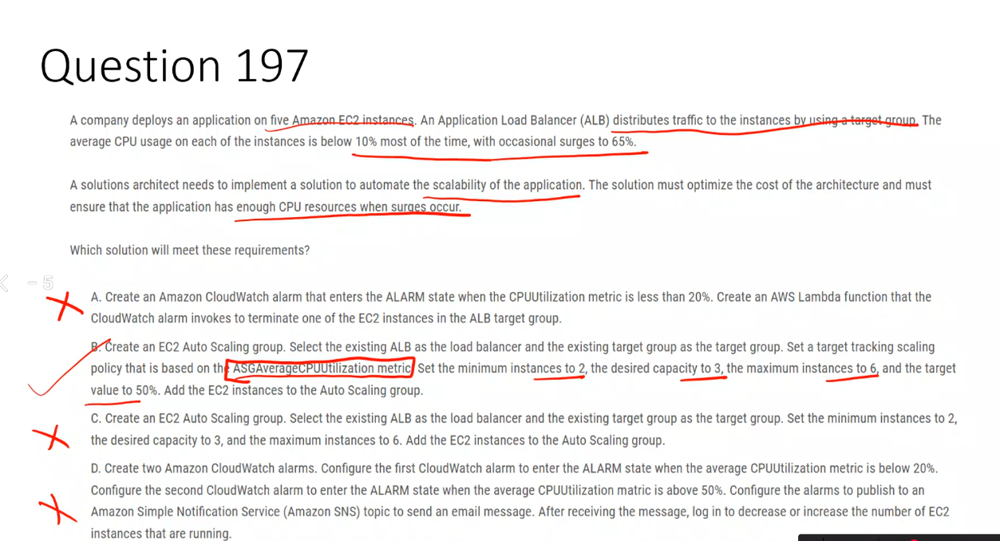 Question 197
A company deploys an application on five Amazon EC2 instances. An Application Load Balancer (ALB) distributes traffic to the instances by using a target group. The
average CPU usage on each of the instances is below 10% most of the time, with occasional surges to 65%.
A solutions architect needs to implement a solution to automate the scalability of the application. The solution must optimize the cost of the architecture and must
ensure that the application has enough CPU resources when surges occur.
Which solution will meet these requirements?
– 5
A. Create an Amazon CloudWatch alarm that enters the ALARM state when the CPUUtilization metric is less than 20%. Create an AWS Lambda function that the
CloudWatch alarm invokes to terminate one of the EC2 instances in the ALB target group.
B. Create an EC2 Auto Scaling group. Select the existing ALB as the load balancer and the existing target group as the target group. Set a target tracking scaling
policy that is based on the ASGAverageCPUUtilization metric. Set the minimum instances to 2, the desired capacity to 3, the maximum instances to 6, and the target
value to 50%. Add the EC2 instances to the Auto Scaling group.
C. Create an EC2 Auto Scaling group. Select the existing ALB as the load balancer and the existing target group as the target group. Set the minimum instances to 2,
the desired capacity to 3, and the maximum instances to 6. Add the EC2 instances to the Auto Scaling group.
D. Create two Amazon CloudWatch alarms. Configure the first CloudWatch alarm to enter the ALARM state when the average CPUUtilization metric is below 20%.
Configure the second CloudWatch alarm to enter the ALARM state when the average CPUUtilization matric is above 50%. Configure the alarms to publish to an
Amazon Simple Notification Service (Amazon SNS) topic to send an email message. After receiving the message, log in to decrease or increase the number of EC2
instances that are running.